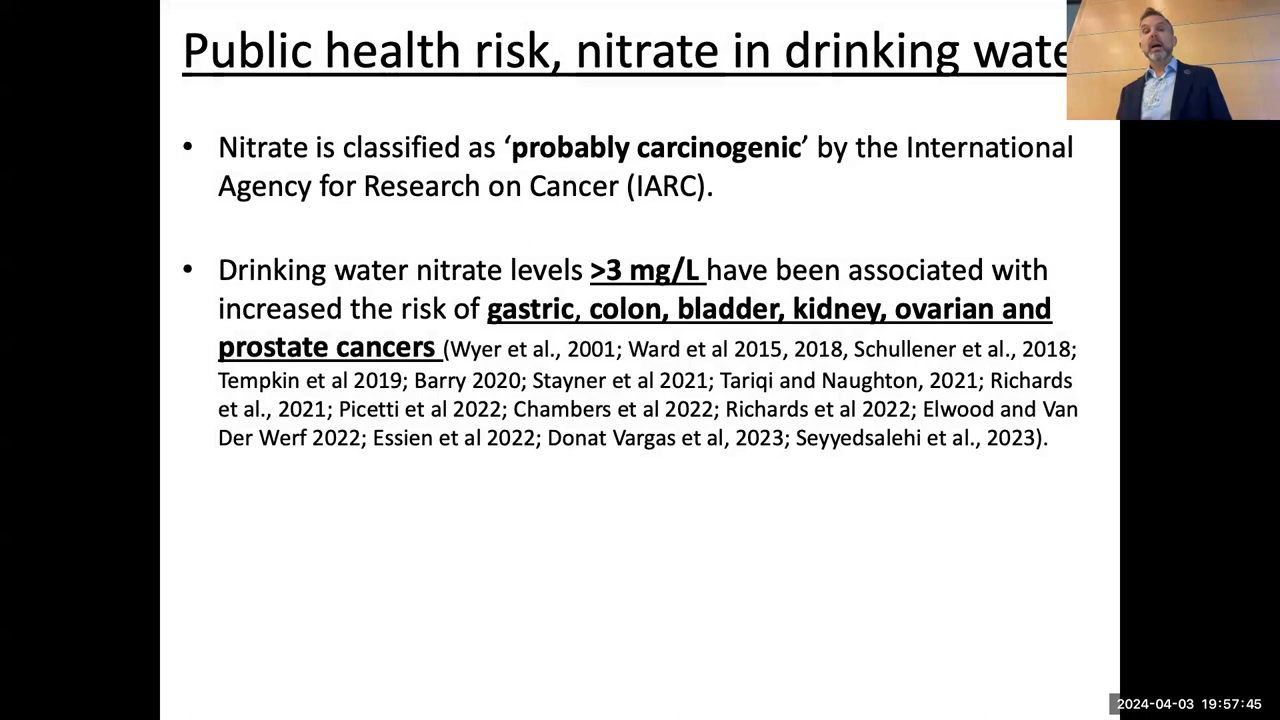 Public health risk, nitrate in drinking wate
• Nitrate is classified as ‘probably carcinogenic’ by the International
Agency for Research on Cancer (IARC).
• Drinking water nitrate levels >3 mg/L have been associated with
increased the risk of gastric, colon, bladder, kidney, ovarian and
prostate cancers (Wyer et al., 2001; Ward et al 2015, 2018, Schullener et al., 2018;
Tempkin et al 2019; Barry 2020; Stayner et al 2021; Tariqi and Naughton, 2021; Richards
et al., 2021; Picetti et al 2022; Chambers et al 2022; Richards et al 2022; Elwood and Van
Der Werf 2022; Essien et al 2022; Donat Vargas et al, 2023; Seyyedsalehi et al., 2023).
2024-04-03 19:57:45